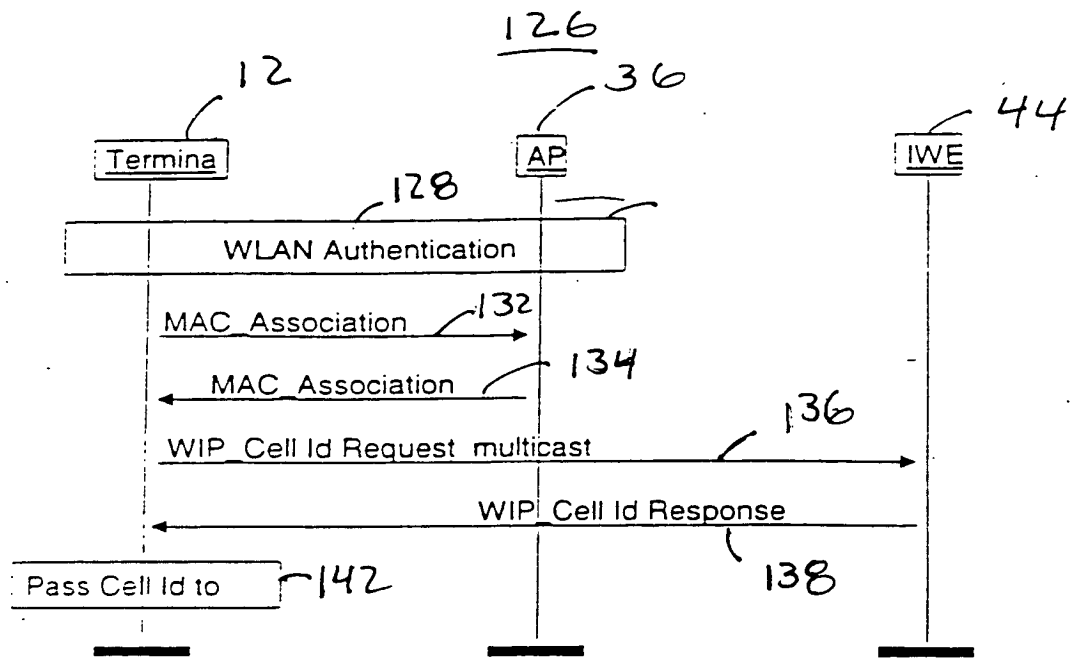 126
12
36
44
Termina
AP
IWE
128
WLAN Authentication
MAC_Association
132
MAC_Association
134
136
WIP_Cell Id Request multicast
WIP_Cell Id Response
Pass Cell Id to
142
138